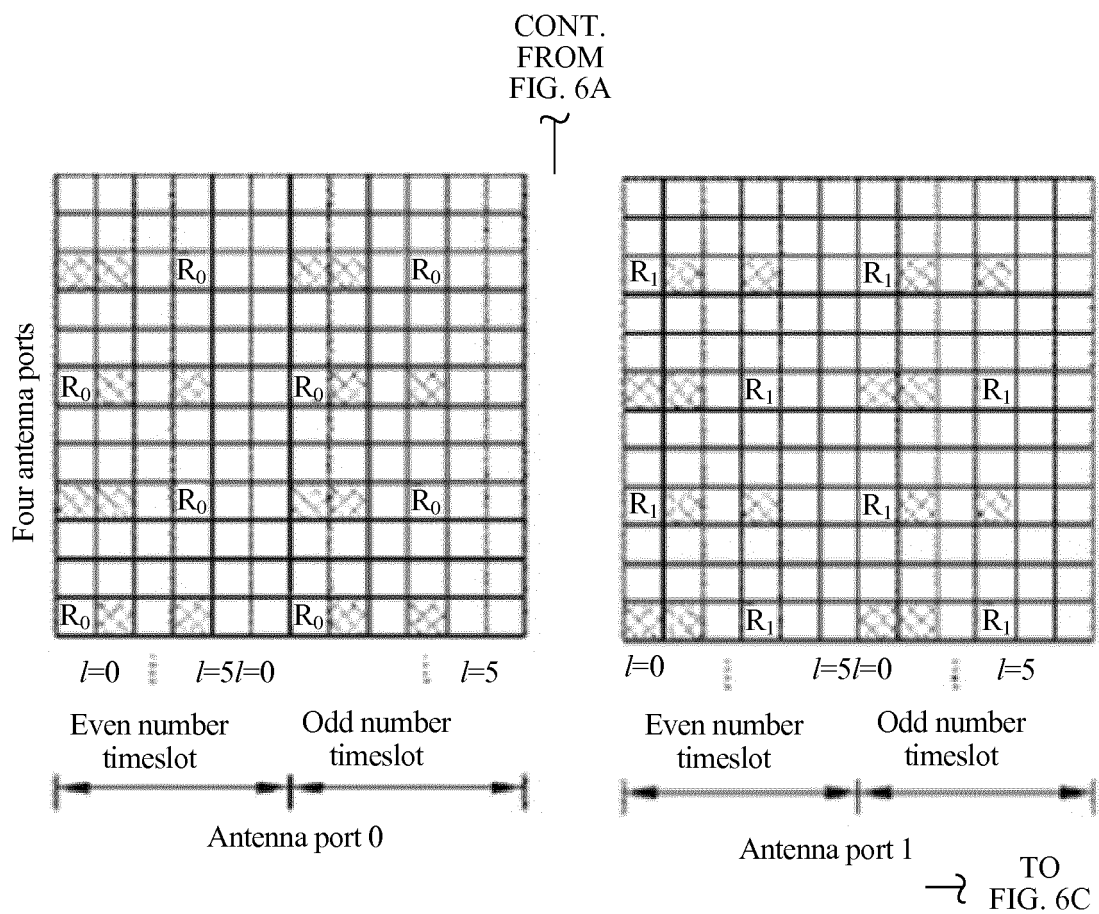 CONT.
FROM
FIG. 6A
Four antenna ports
R0 R0
R0 R0
R0 R0
R0 R0
l=0 l=5l=0 l=5
Even number
timeslot
Odd number
timeslot
Antenna port 0
R1 R1
R1 R1
R1 R1
R1 R1
l=0 l=5l=0 l=5
Even number
timeslot
Odd number
timeslot
Antenna port 1
TO
FIG. 6C